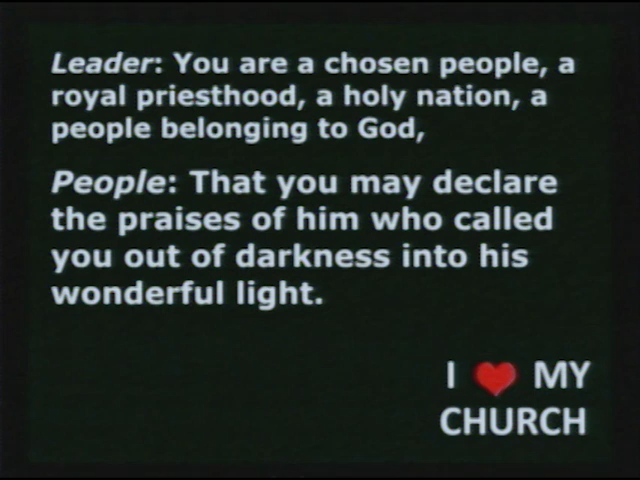 Leader: You are a chosen people, a
royal priesthood, a holy nation, a
people belonging to God,
People: That you may declare
the praises of him who called
you out of darkness into his
wonderful light.
I ❤ MY
CHURCH